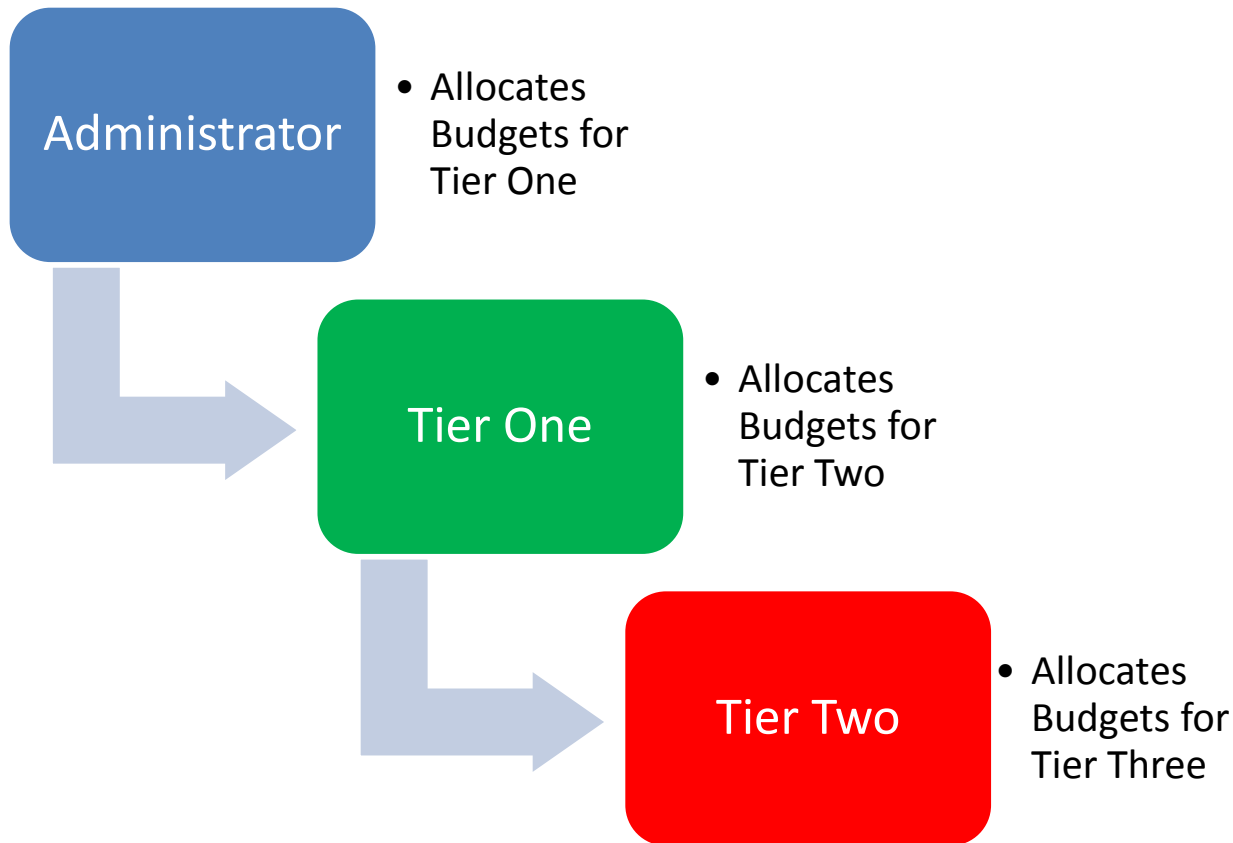 Administrator
• Allocates
Budgets for
Tier One
Tier One
• Allocates
Budgets for
Tier Two
Tier Two
• Allocates
Budgets for
Tier Three